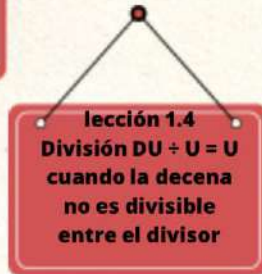 lección 1.4
División DU ÷ U = U
cuando la decena
no es divisible
entre el divisor